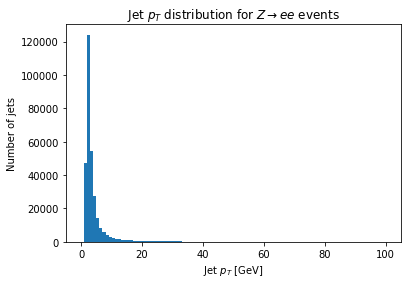 Jet $p_T$ distribution for $Z \rightarrow ee$ events
120000
100000
80000
60000
40000
20000
0
Number of jets
0 20 40 60 80 100
Jet $p_T$ [GeV]